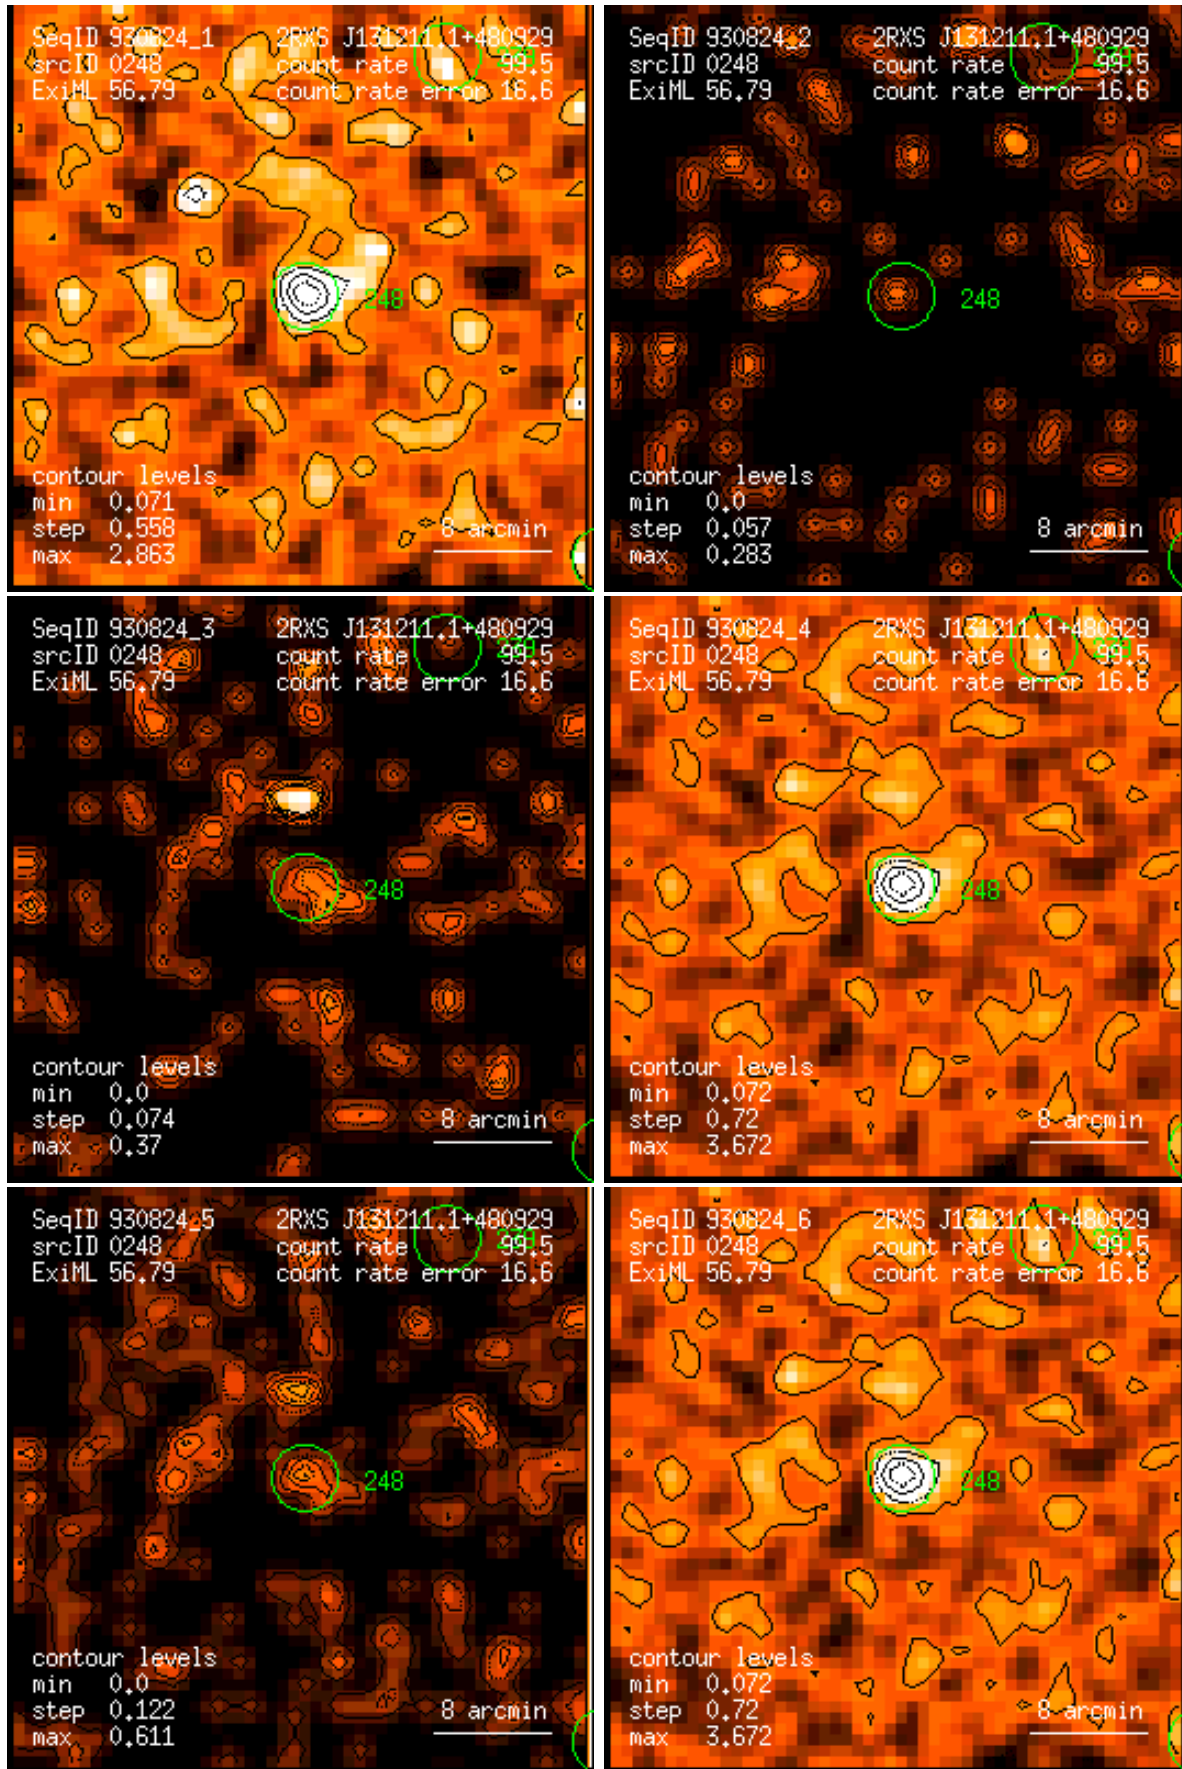 SeqID 930824_1 2RXS J131211.1+480929
srcID 0248 count rate 99.5
ExiML 56.79 count rate error 16.6
248
contour levels
min 0.071
step 0.558 8 arcmin
max 2.863
SeqID 930824_2 2RXS J131211.1+480929
srcID 0248 count rate 99.5
ExiML 56.79 count rate error 16.6
248
contour levels
min 0.0
step 0.057 8 arcmin
max 0.283
SeqID 930824_3 2RXS J131211.1+480929
srcID 0248 count rate 99.5
ExiML 56.79 count rate error 16.6
248
contour levels
min 0.0
step 0.074 8 arcmin
max 0.37
SeqID 930824_4 2RXS J131211.1+480929
srcID 0248 count rate 99.5
ExiML 56.79 count rate error 16.6
248
contour levels
min 0.072
step 0.72 8 arcmin
max 3.672
SeqID 930824_5 2RXS J131211.1+480929
srcID 0248 count rate 99.5
ExiML 56.79 count rate error 16.6
248
contour levels
min 0.0
step 0.122 8 arcmin
max 0.611
SeqID 930824_6 2RXS J131211.1+480929
srcID 0248 count rate 99.5
ExiML 56.79 count rate error 16.6
248
contour levels
min 0.072
step 0.72 8 arcmin
max 3.672